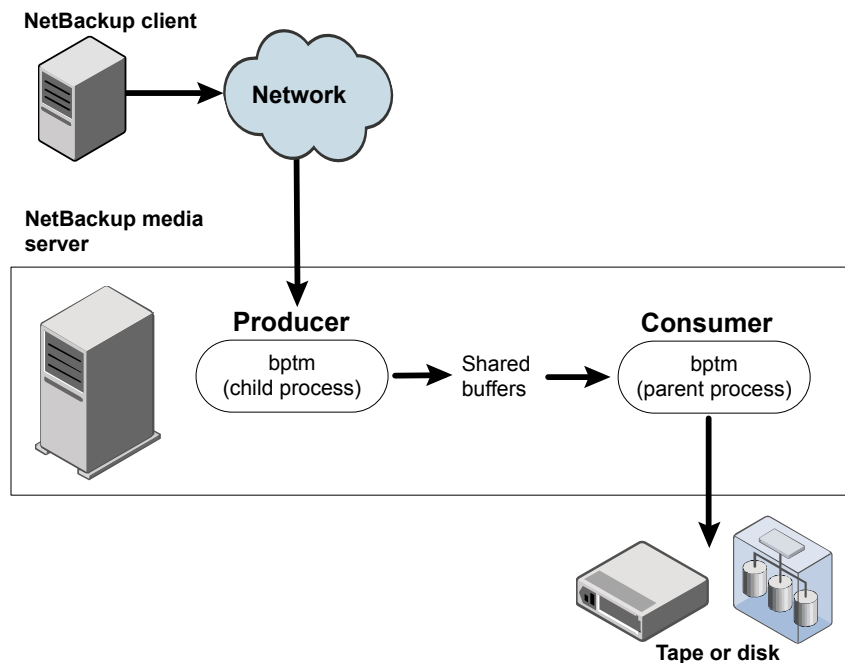 NetBackup client
Network
NetBackup media
server
Producer
bptm
(child process)
Shared
buffers
Consumer
bptm
(parent process)
Tape or disk